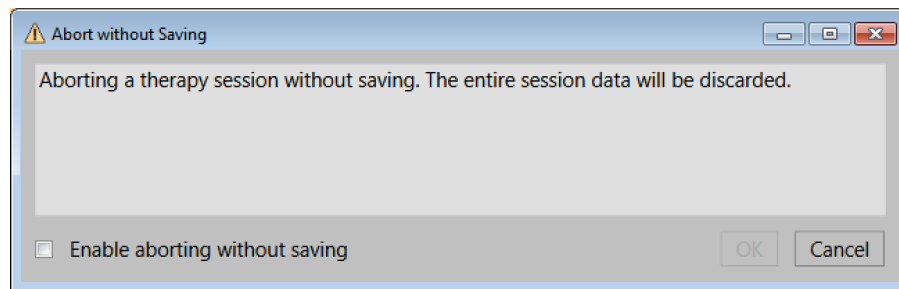 Abort without Saving
Aborting a therapy session without saving. The entire session data will be discarded.
Enable aborting without saving
OK
Cancel